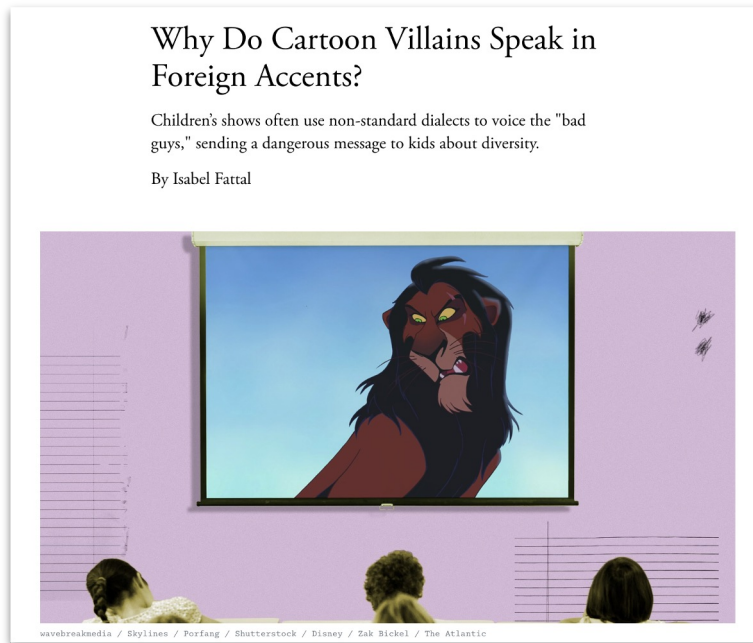 Why Do Cartoon Villains Speak in
Foreign Accents?
Children’s shows often use non-standard dialects to voice the "bad
guys," sending a dangerous message to kids about diversity.
By Isabel Fattal
wavebreakmedia / Skylines / Porfang / Shutterstock / Disney / Zak Bickel / The Atlantic